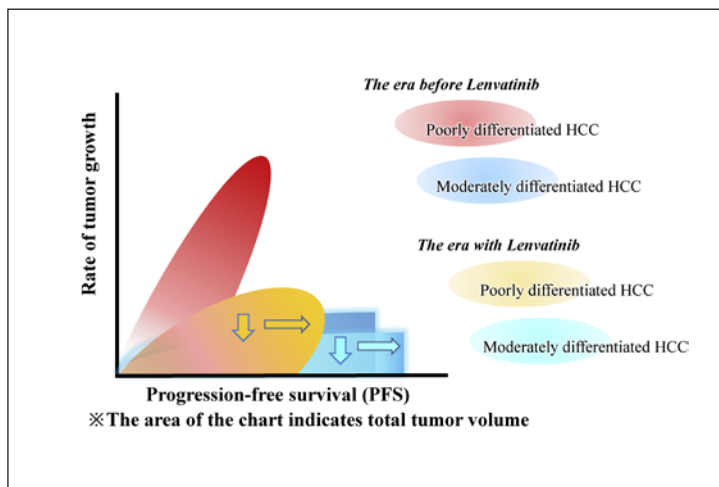 The era before Lenvatinib
Poorly differentiated HCC
Moderately differentiated HCC
The era with Lenvatinib
Poorly differentiated HCC
Moderately differentiated HCC
Rate of tumor growth
Progression-free survival (PFS)
※The area of the chart indicates total tumor volume